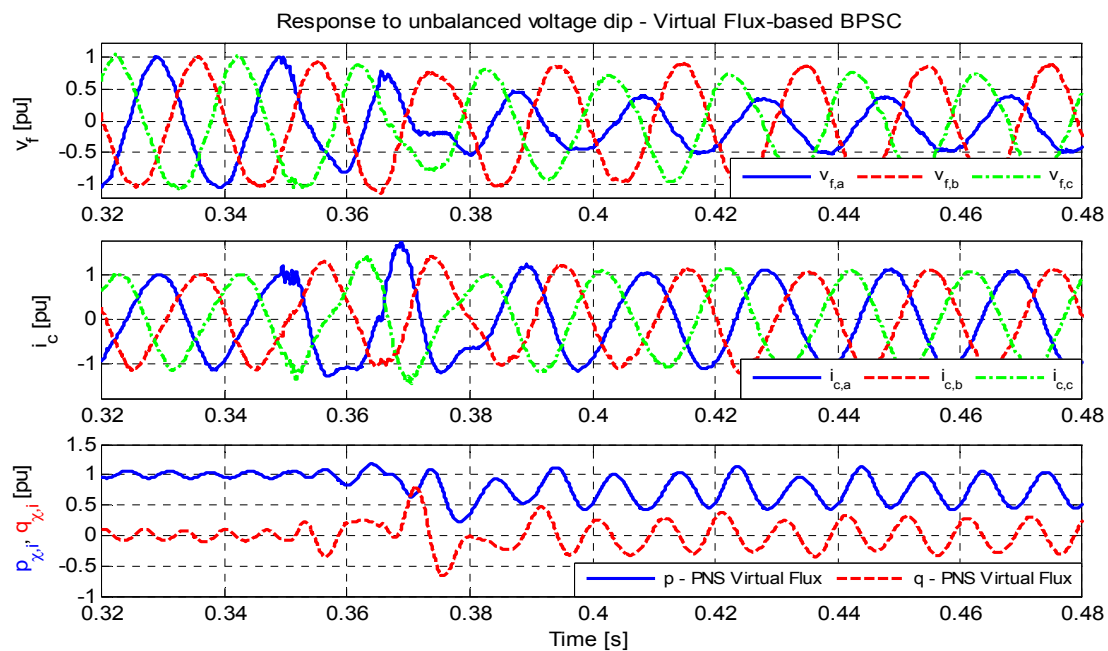 Response to unbalanced voltage dip - Virtual Flux-based BPSC
1
0.5
0
-0.5
-1
v_f [pu]
v_f,a v_f,b v_f,c
0.32 0.34 0.36 0.38 0.4 0.42 0.44 0.46 0.48
1
0
-1
i_c [pu]
i_c,a i_c,b i_c,c
0.32 0.34 0.36 0.38 0.4 0.42 0.44 0.46 0.48
1.5
1
0.5
0
-0.5
-1
p_χ,i, q_χ,i [pu]
p - PNS Virtual Flux q - PNS Virtual Flux
0.32 0.34 0.36 0.38 0.4 0.42 0.44 0.46 0.48
Time [s]